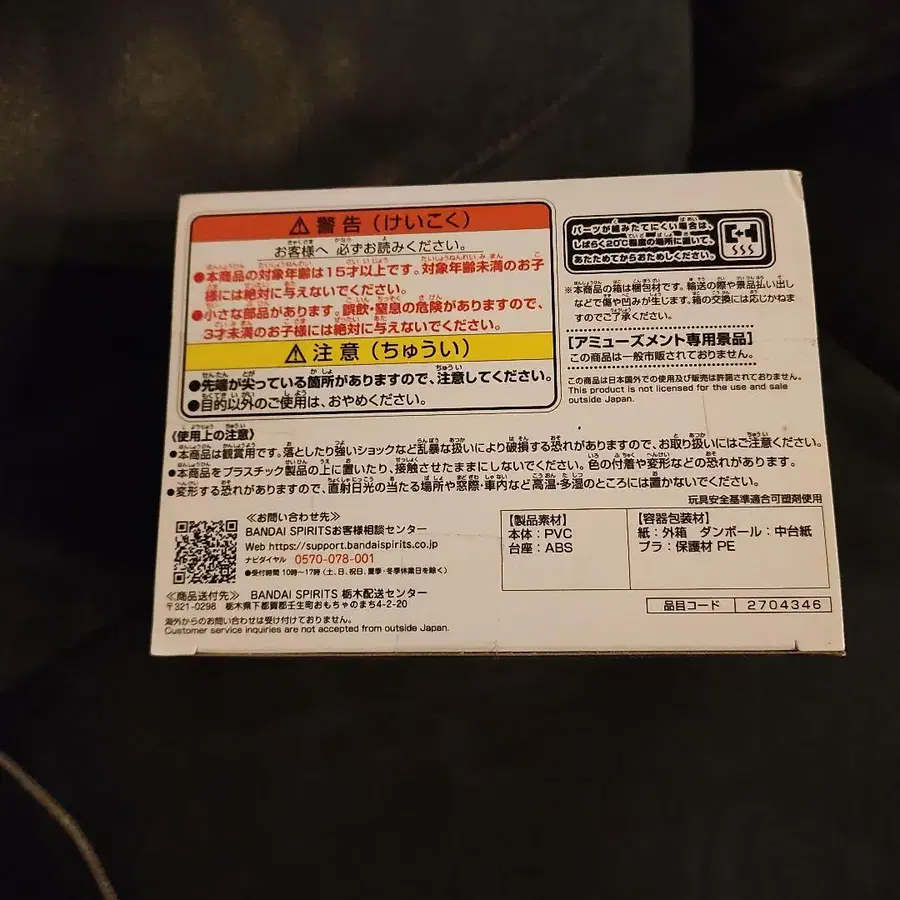 ⚠ 警告（けいこく）
お客様へ 必ずお読みください。
●本商品の対象年齢は15才以上です。対象年齢未満のお子
様には絶対に与えないでください。
●小さな部品があります。誤飲・窒息の危険がありますので、
3才未満のお子様には絶対に与えないでください。
⚠ 注意（ちゅうい）
●先端が尖っている箇所がありますので、注意してください。
●目的以外のご使用は、おやめください。
パーツが組みたてにくい場合は、
しばらく20℃程度の場所に置いて、
あたためてからおためしください。
※本商品の箱は梱包材です。輸送の際や景品払い出し
などで傷や凹みが生じます。箱の交換には応じかねま
すのでご了承ください。
[アミューズメント専用景品]
この商品は一般市販されておりません。
この商品は日本国外での使用及び販売は許諾されておりません。
This product is not licensed for the use and sale
outside Japan.
《使用上の注意》
●本商品は観賞用です。落としたり強いショックなど乱暴な扱いにより破損する恐れがありますので、お取り扱いにはご注意ください。
●本商品をプラスチック製品の上に置いたり、接触させたままにしないでください。色の付着や変形などの恐れがあります。
●変形する恐れがありますので、直射日光の当たる場所や窓際・車内など高温・多湿のところには置かないでください。
玩具安全基準適合可塑剤使用
≪お問い合わせ先≫
BANDAI SPIRITSお客様相談センター
Web https://support.bandaispirits.co.jp
ナビダイヤル 0570-078-001
●受付時間 10時〜17時（土、日、祝日、夏季・冬季休業日を除く）
≪商品送付先≫ BANDAI SPIRITS 栃木配送センター
〒321-0298 栃木県下都賀郡壬生町おもちゃのまち4-2-20
海外からのお問い合わせは受け付けておりません。
Customer service inquiries are not accepted from outside Japan.
【製品素材】
本体：PVC
台座：ABS
【容器包装材】
紙：外箱 ダンボール：中台紙
プラ：保護材 PE
品目コード 2704346